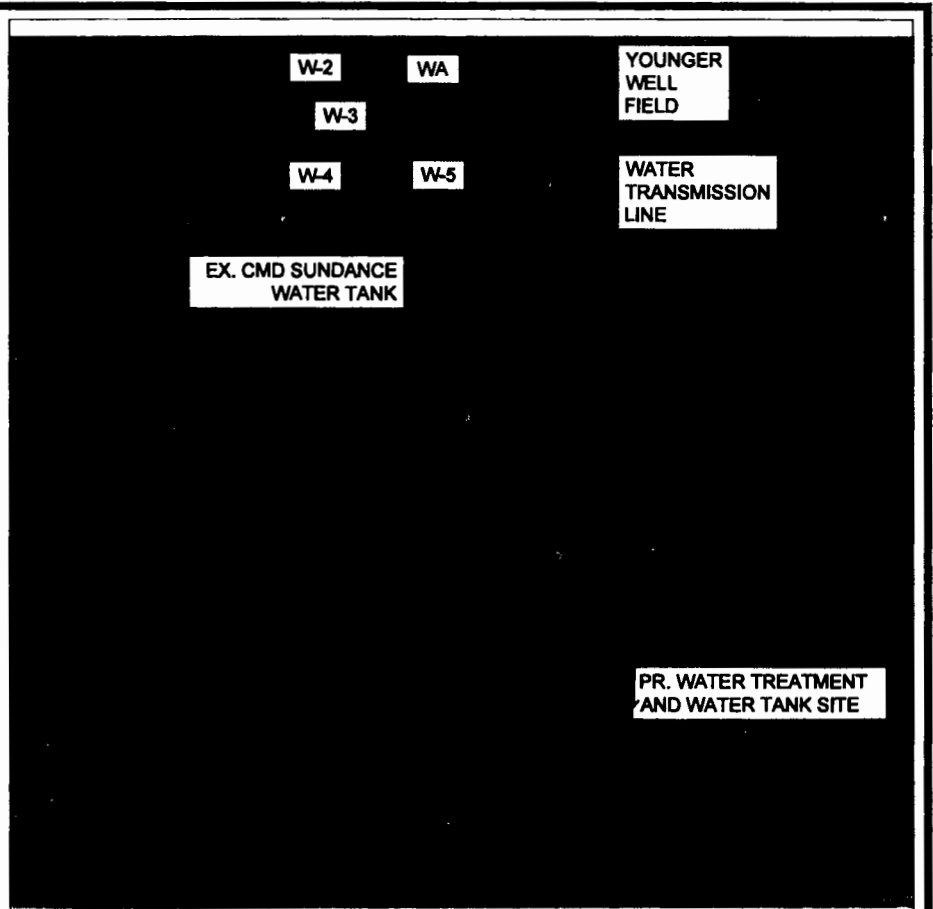 W-2
WA
YOUNGER
WELL
FIELD
W-3
W-4
W-5
WATER
TRANSMISSION
LINE
EX. CMD SUNDANCE
WATER TANK
PR. WATER TREATMENT
AND WATER TANK SITE